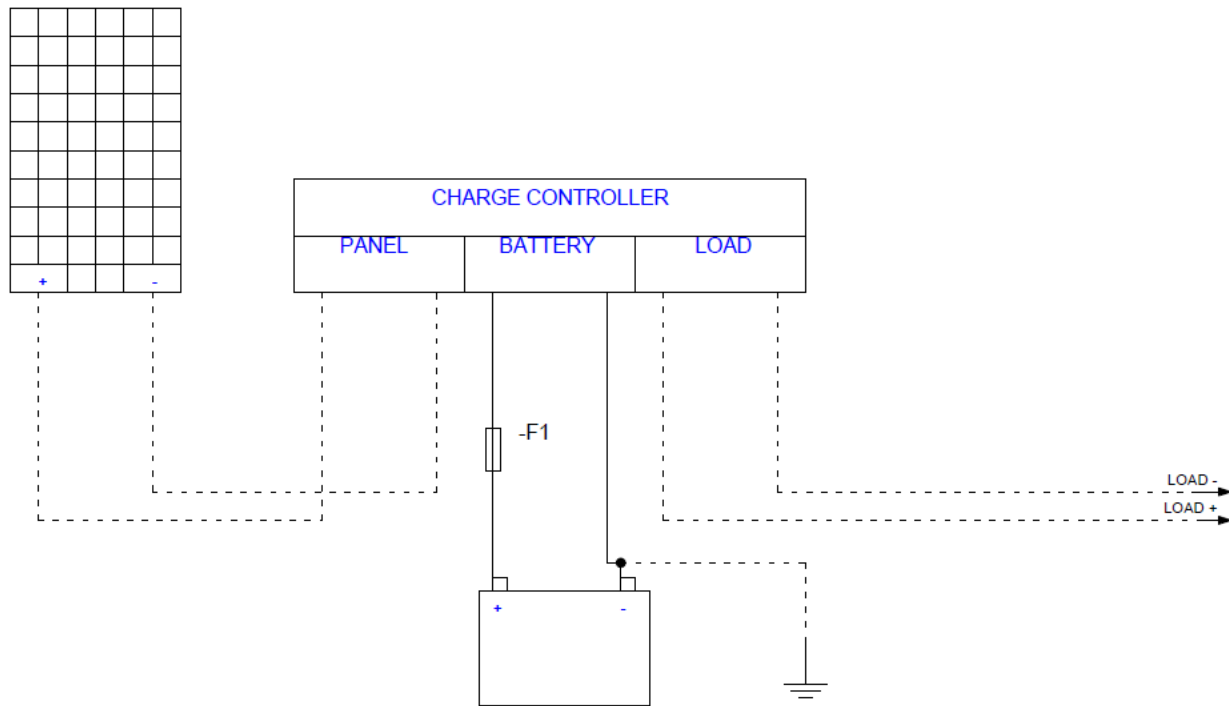 CHARGE CONTROLLER
PANEL BATTERY LOAD
+ -
-F1
LOAD -
LOAD +
+ -